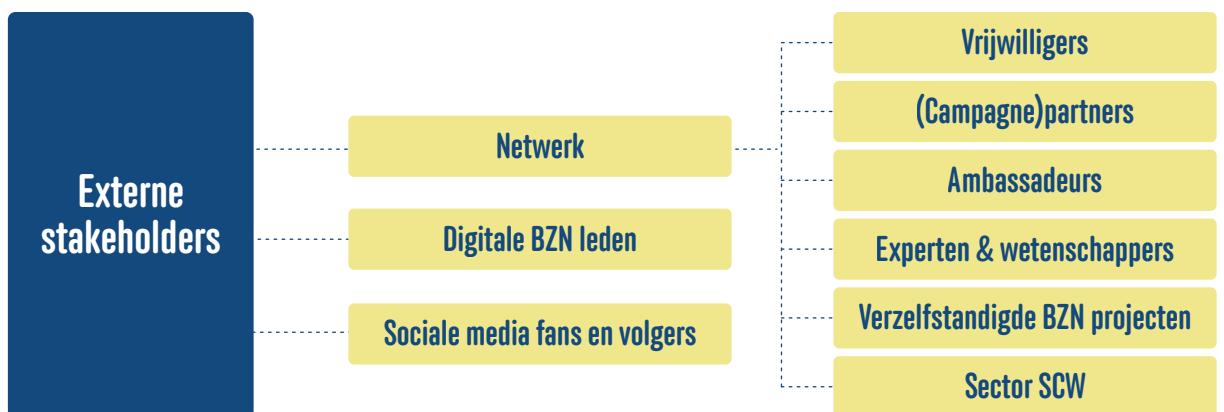 Externe
stakeholders
Netwerk
Digitale BZN leden
Sociale media fans en volgers
Vrijwilligers
(Campagne)partners
Ambassadeurs
Experten & wetenschappers
Verzelfstandigde BZN projecten
Sector SCW